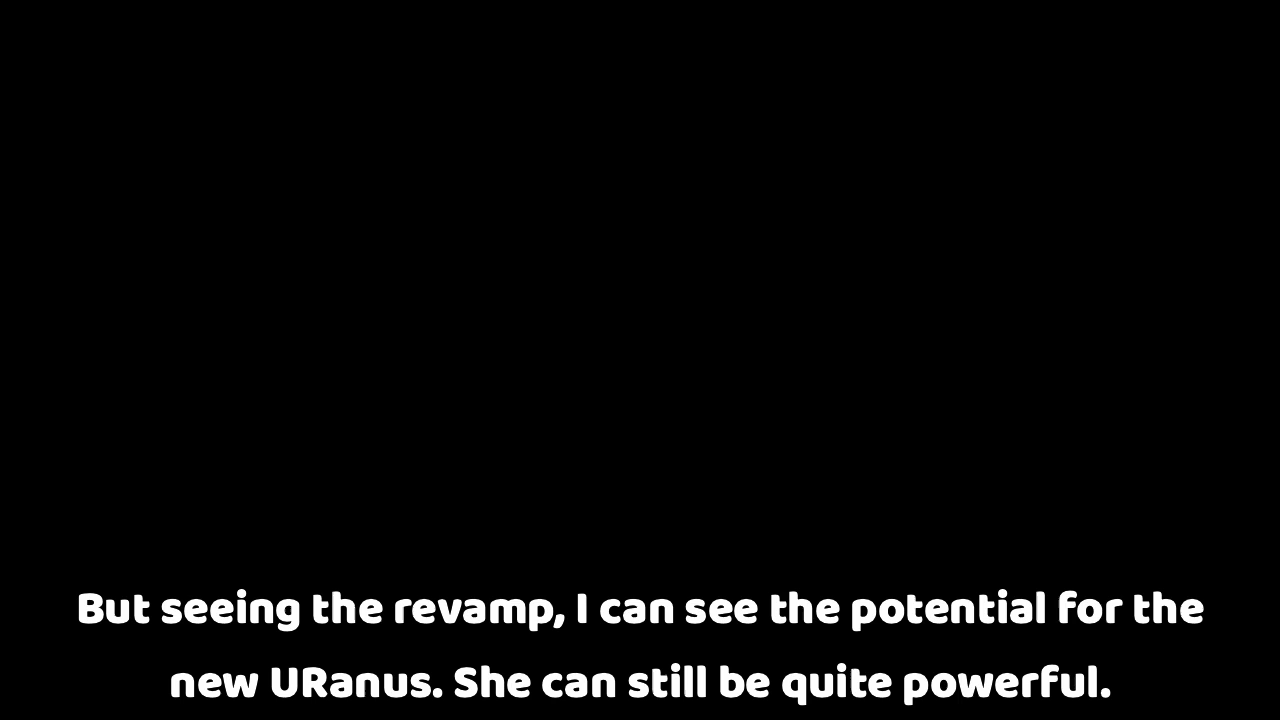 But seeing the revamp, I can see the potential for the
new URanus. She can still be quite powerful.